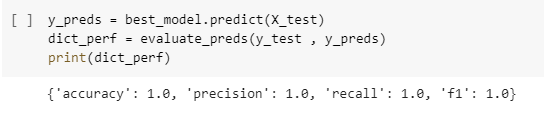 [ ] y_preds = best_model.predict(X_test)
dict_perf = evaluate_preds(y_test , y_preds)
print(dict_perf)
{'accuracy': 1.0, 'precision': 1.0, 'recall': 1.0, 'f1': 1.0}